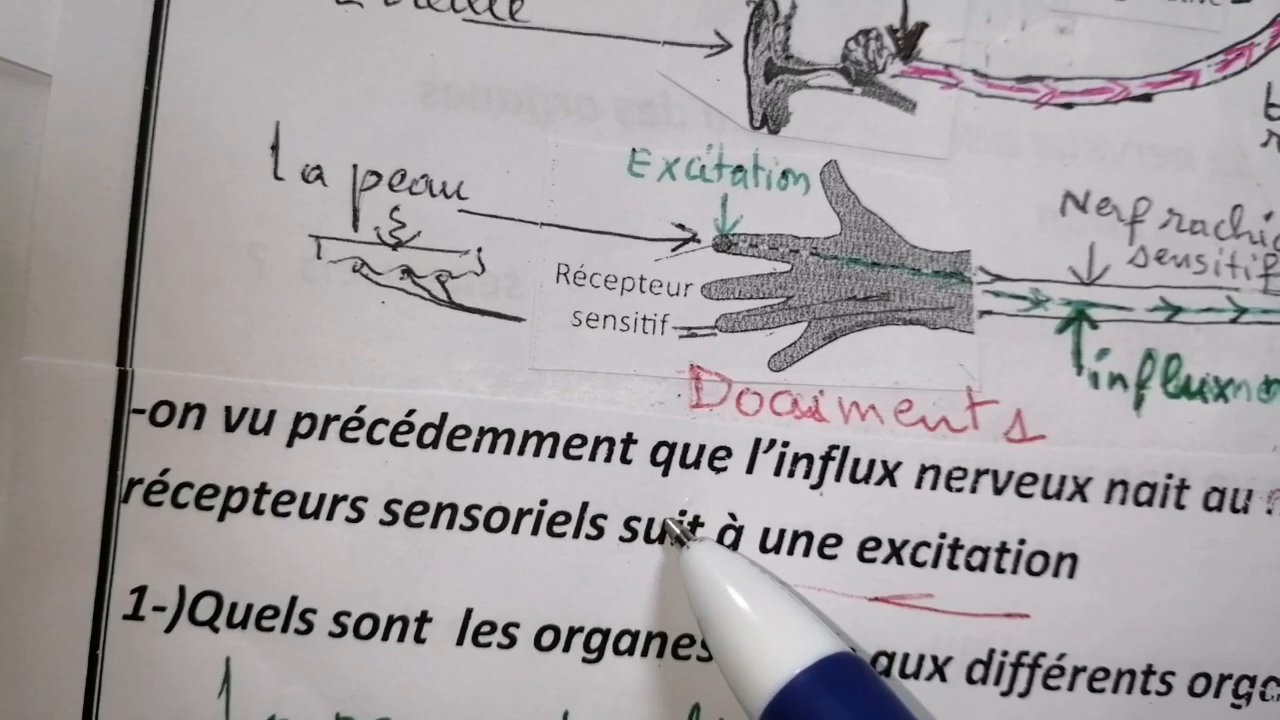 la peau
Excitation
Récepteur
sensitif
Nerf rachi
sensitif
influx
Documents
-on vu précédemment que l'influx nerveux nait au
récepteurs sensoriels suit à une excitation
1-)Quels sont les organes aux différents orga